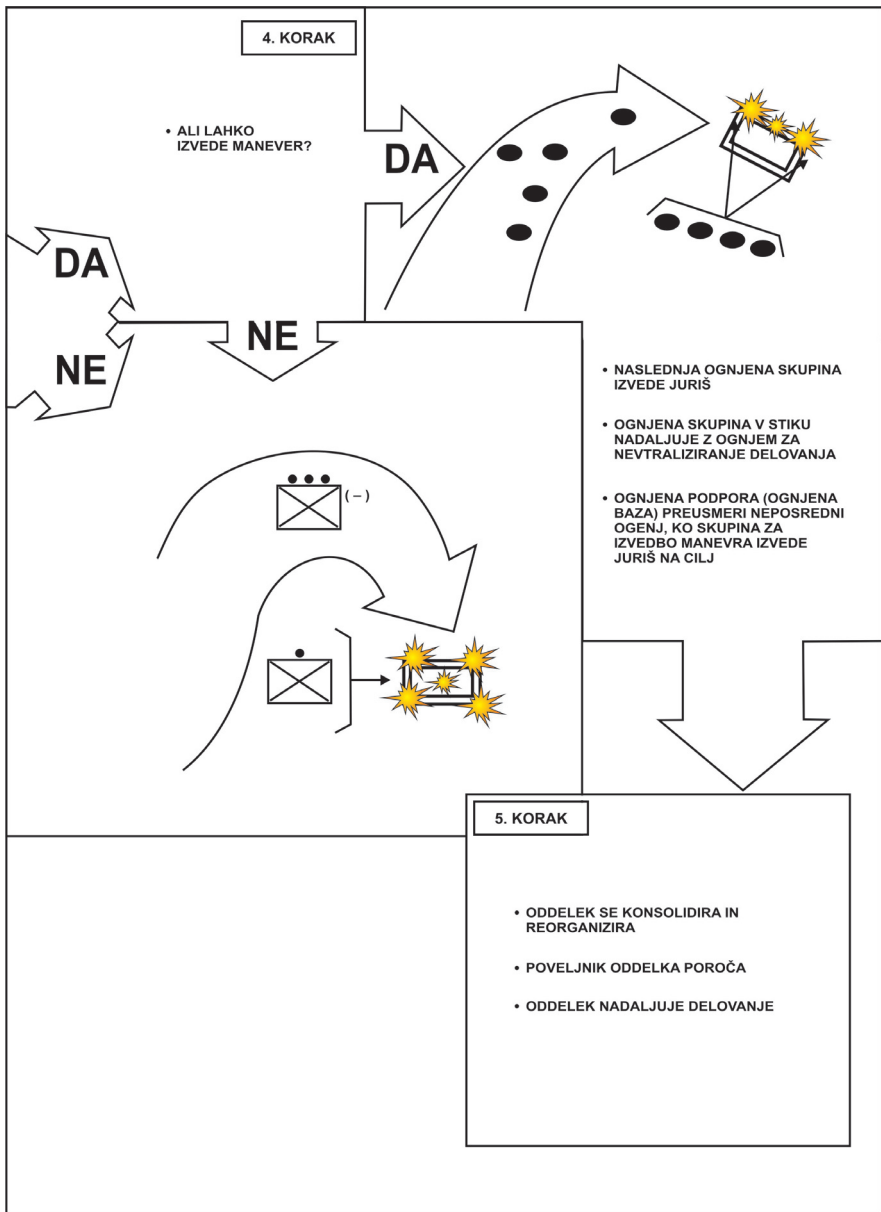 4. KORAK
• ALI LAHKO
IZVEDE MANEVER?
DA
DA
NE
NE
(–)
• NASLEDNJA OGNJENA SKUPINA
IZVEDE JURIŠ
• OGNJENA SKUPINA V STIKU
NADALJUJE Z OGNJEM ZA
NEVTRALIZIRANJE DELOVANJA
• OGNJENA PODPORA (OGNJENA
BAZA) PREUSMERI NEPOSREDNI
OGENJ, KO SKUPINA ZA
IZVEDBO MANEVRA IZVEDE
JURIŠ NA CILJ
5. KORAK
• ODDELEK SE KONSOLIDIRA IN
REORGANIZIRA
• POVELJNIK ODDELKA POROČA
• ODDELEK NADALJUJE DELOVANJE